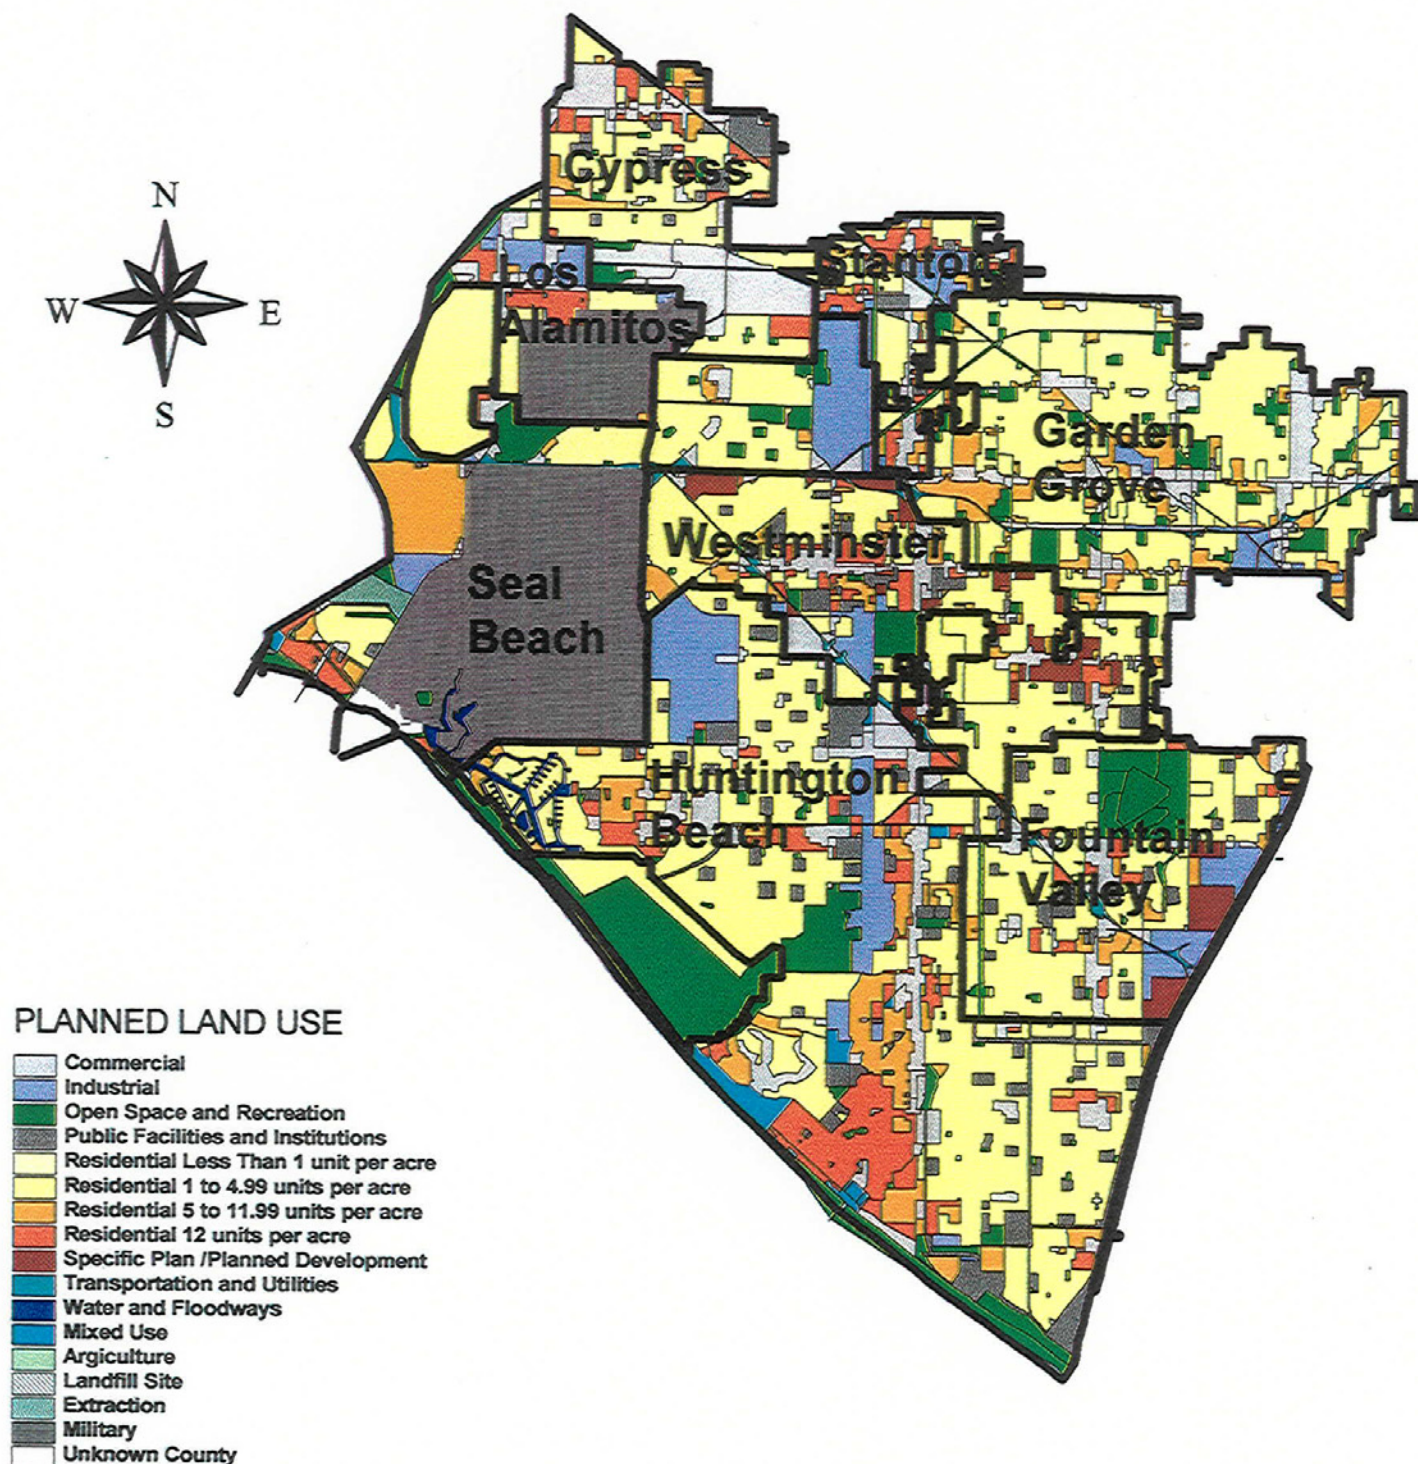 Cypress
N
W
E
S
Stanton
Los
Alamitos
Garden
Grove
Westminster
Seal
Beach
Huntington
Beach
Fountain
Valley
PLANNED LAND USE
Commercial
Industrial
Open Space and Recreation
Public Facilities and Institutions
Residential Less Than 1 unit per acre
Residential 1 to 4.99 units per acre
Residential 5 to 11.99 units per acre
Residential 12 units per acre
Specific Plan /Planned Development
Transportation and Utilities
Water and Floodways
Mixed Use
Argiculture
Landfill Site
Extraction
Military
Unknown County